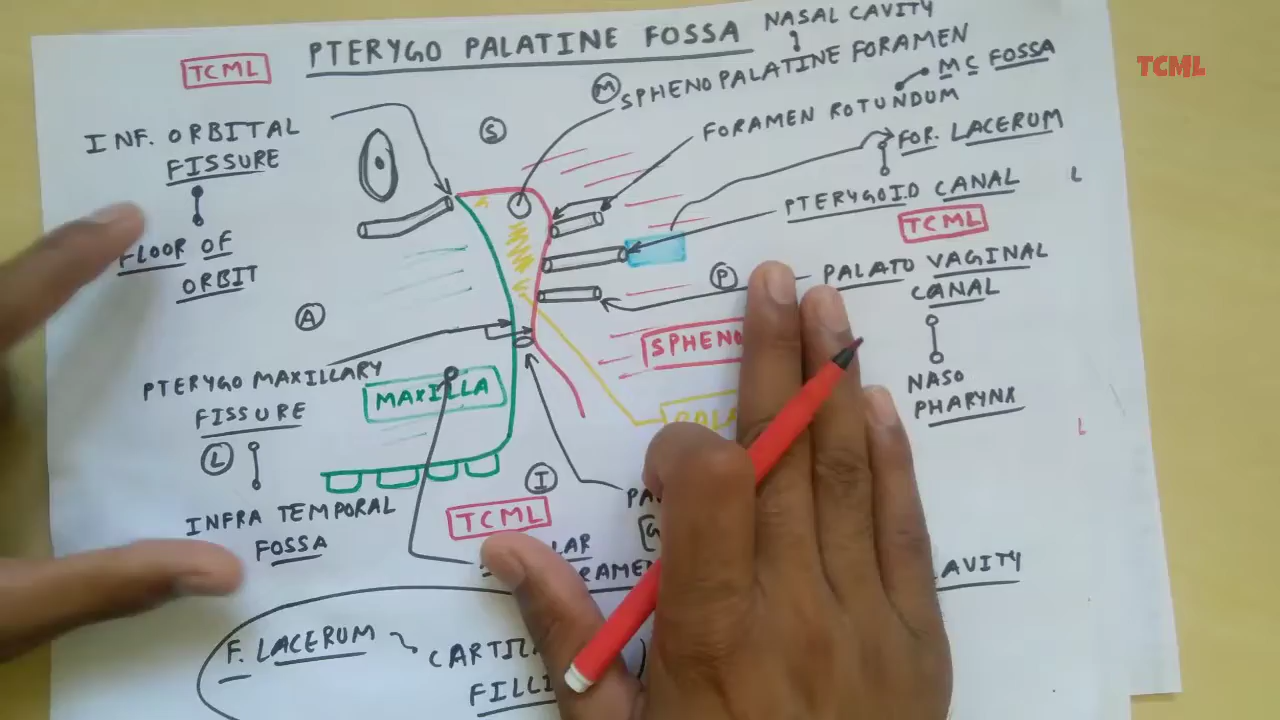 PTERYGO PALATINE FOSSA
NASAL CAVITY
TCML
TCML
M
SPHENO PALATINE FORAMEN
M C FOSSA
FORAMEN ROTUNDUM
INF. ORBITAL
FISSURE
S
FOR. LACERUM
PTERYGOID CANAL
TCML
FLOOR OF
ORBIT
P
PALATO VAGINAL
CANAL
A
SPHENO
PTERYGO MAXILLARY
FISSURE
MAXILLA
NASO
PHARYNX
L
I
INFRA TEMPORAL
FOSSA
TCML
F. LACERUM